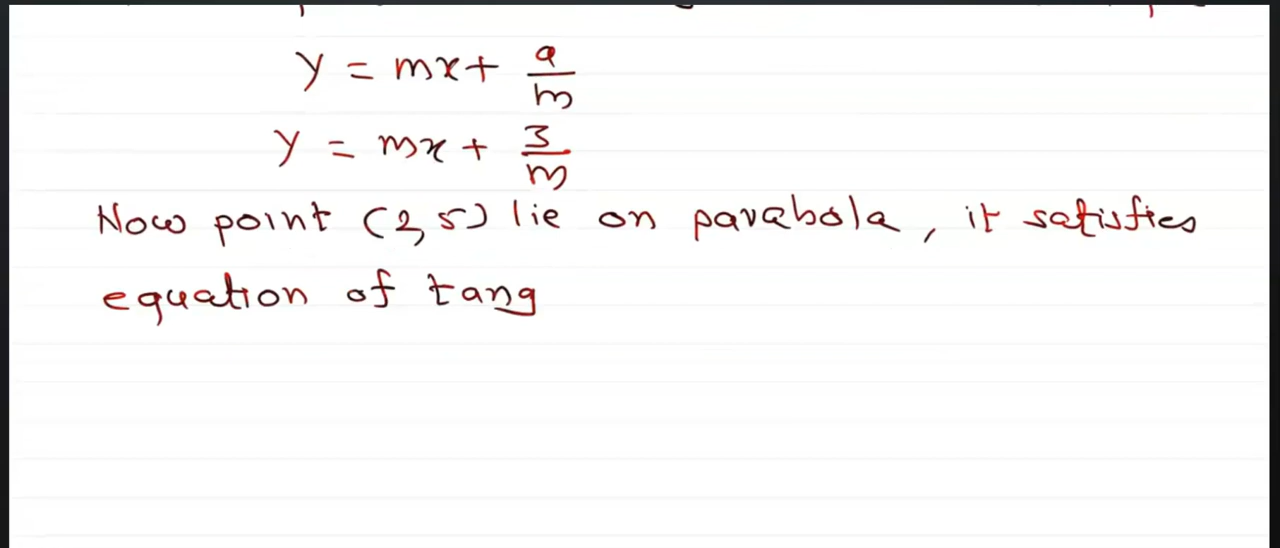 y = mx + a/m
y = mx + 3/m
Now point (2,5) lie on parabola, it satisfies
equation of tang